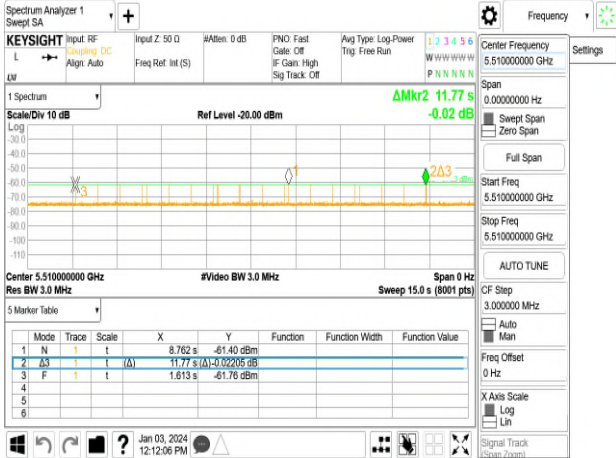 Spectrum Analyzer 1
Swept SA
+
Frequency
KEYSIGHT
L
Input: RF
Coupling: DC
Align: Auto
Input Z: 50 Ω
Freq Ref: Int (S)
#Atten: 0 dB
PNO: Fast
Gate: Off
IF Gain: High
Sig Track: Off
Avg Type: Log-Power
Trig: Free Run
1 2 3 4 5 6
W W W W W W
P N N N N N
Center Frequency
5.510000000 GHz
Settings
Span
0.00000000 Hz
Swept Span
Zero Span
Full Span
Start Freq
5.510000000 GHz
Stop Freq
5.510000000 GHz
AUTO TUNE
CF Step
3.000000 MHz
Auto
Man
Freq Offset
0 Hz
X Axis Scale
Log
Lin
Signal Track
(Span Zoom)
1 Spectrum
ΔMkr2 11.77 s
-0.02 dB
Scale/Div 10 dB
Ref Level -20.00 dBm
Log
-30.0
-40.0
-50.0
-60.0
-70.0
-80.0
-90.0
-100
-110
3
1
2Δ3
Center 5.510000000 GHz
#Video BW 3.0 MHz
Span 0 Hz
Res BW 3.0 MHz
Sweep 15.0 s (8001 pts)
5 Marker Table
Mode Trace Scale X Y Function Function Width Function Value
1 N 1 t 8.762 s -61.40 dBm
2 Δ3 1 t (Δ) 11.77 s (Δ) -0.02205 dB
3 F 1 t 1.613 s -61.76 dBm
4
5
6
?
Jan 03, 2024
12:12:06 PM